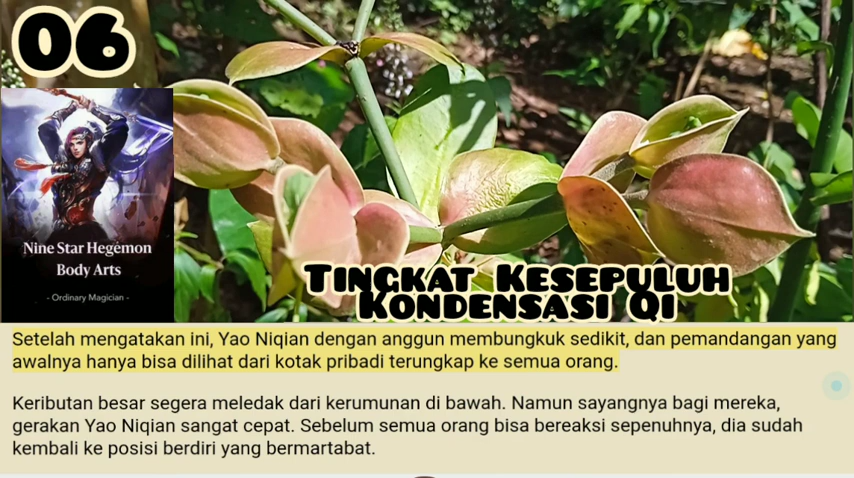 06
Nine Star Hegemon
Body Arts
- Ordinary Magician -
Tingkat Kesepuluh
Kondensasi Qi
Setelah mengatakan ini, Yao Niqian dengan anggun membungkuk sedikit, dan pemandangan yang
awalnya hanya bisa dilihat dari kotak pribadi terungkap ke semua orang.
Keributan besar segera meledak dari kerumunan di bawah. Namun sayangnya bagi mereka,
gerakan Yao Niqian sangat cepat. Sebelum semua orang bisa bereaksi sepenuhnya, dia sudah
kembali ke posisi berdiri yang bermartabat.